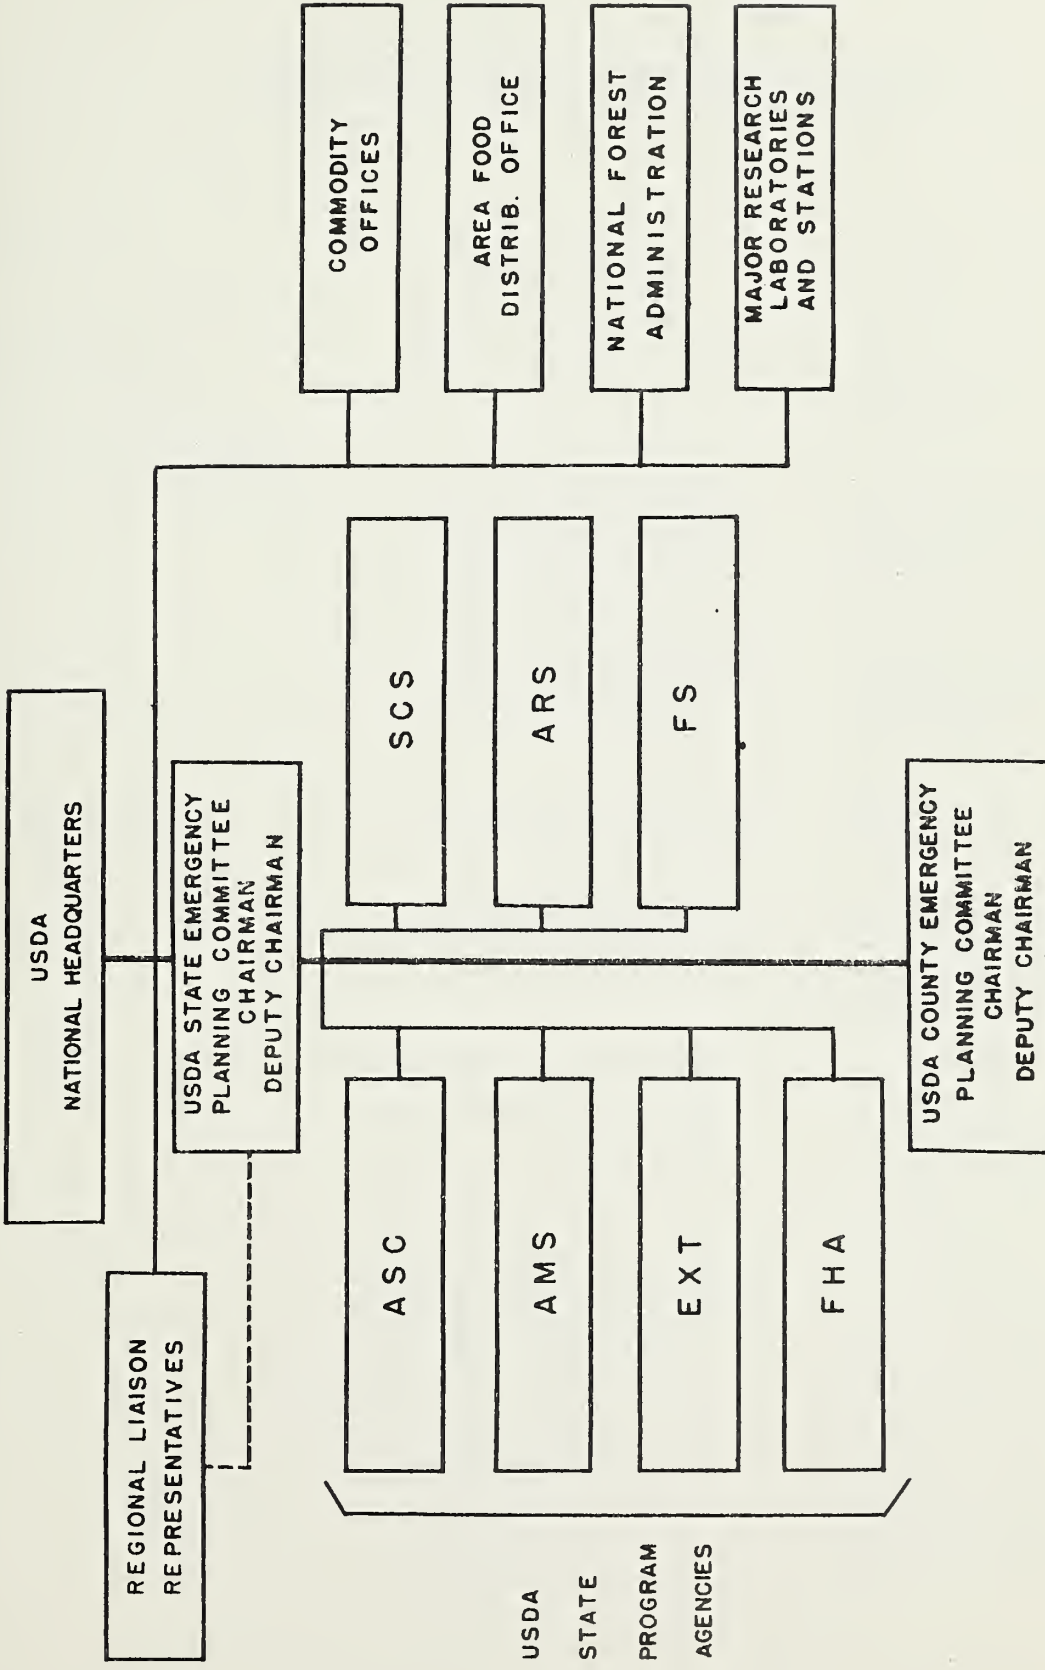 USDA
NATIONAL HEADQUARTERS
REGIONAL LIAISON
REPRESENTATIVES
USDA STATE EMERGENCY
PLANNING COMMITTEE
CHAIRMAN
DEPUTY CHAIRMAN
COMMODITY
OFFICES
AREA FOOD
DISTRIB. OFFICE
NATIONAL FOREST
ADMINISTRATION
MAJOR RESEARCH
LABORATORIES
AND STATIONS
USDA
STATE
PROGRAM
AGENCIES
ASC
AMS
EXT
FHA
SCS
ARS
FS
USDA COUNTY EMERGENCY
PLANNING COMMITTEE
CHAIRMAN
DEPUTY CHAIRMAN